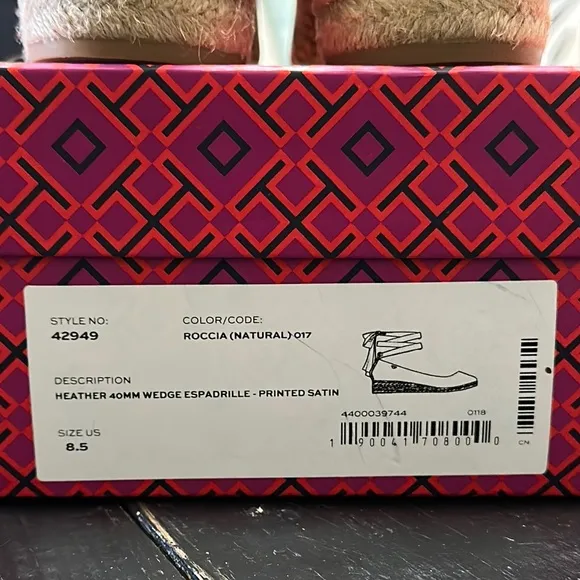 STYLE NO:
42949
COLOR/CODE:
ROCCIA (NATURAL) 017
DESCRIPTION
HEATHER 40MM WEDGE ESPADRILLE - PRINTED SATIN
SIZE US
8.5
4400039744 0118
1 90041 70800 0
CN